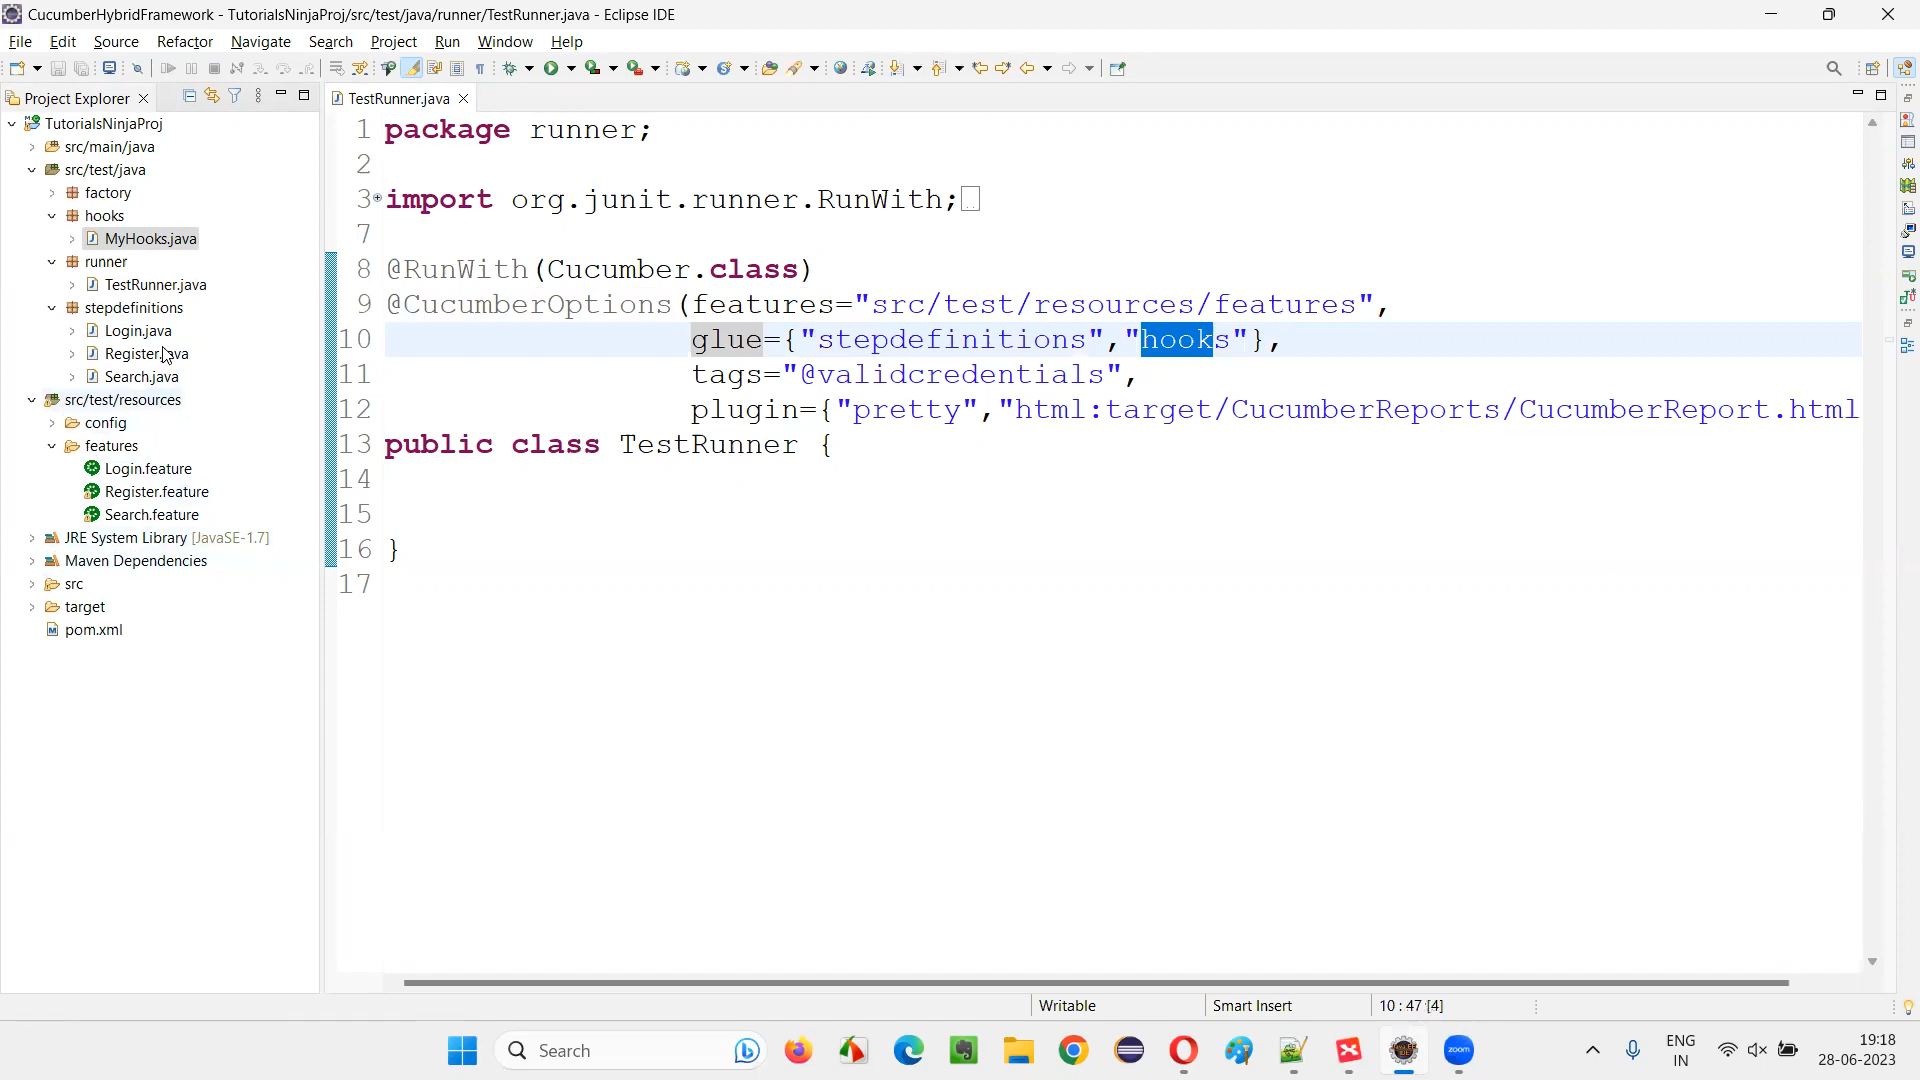 CucumberHybridFramework - TutorialsNinjaProj/src/test/java/runner/TestRunner.java - Eclipse IDE
File Edit Source Refactor Navigate Search Project Run Window Help
Project Explorer
TutorialsNinjaProj
src/main/java
src/test/java
factory
hooks
MyHooks.java
runner
TestRunner.java
stepdefinitions
Login.java
Register.java
Search.java
src/test/resources
config
features
Login.feature
Register.feature
Search.feature
JRE System Library [JavaSE-1.7]
Maven Dependencies
src
target
pom.xml
TestRunner.java
1 package runner;
2
3 import org.junit.runner.RunWith;
7
8 @RunWith(Cucumber.class)
9 @CucumberOptions(features="src/test/resources/features",
10 glue={"stepdefinitions","hooks"},
11 tags="@validcredentials",
12 plugin={"pretty","html:target/CucumberReports/CucumberReport.html
13 public class TestRunner {
14
15
16 }
17
Writable Smart Insert 10 : 47 [4]
Search
zoom
ENG
IN
19:18
28-06-2023